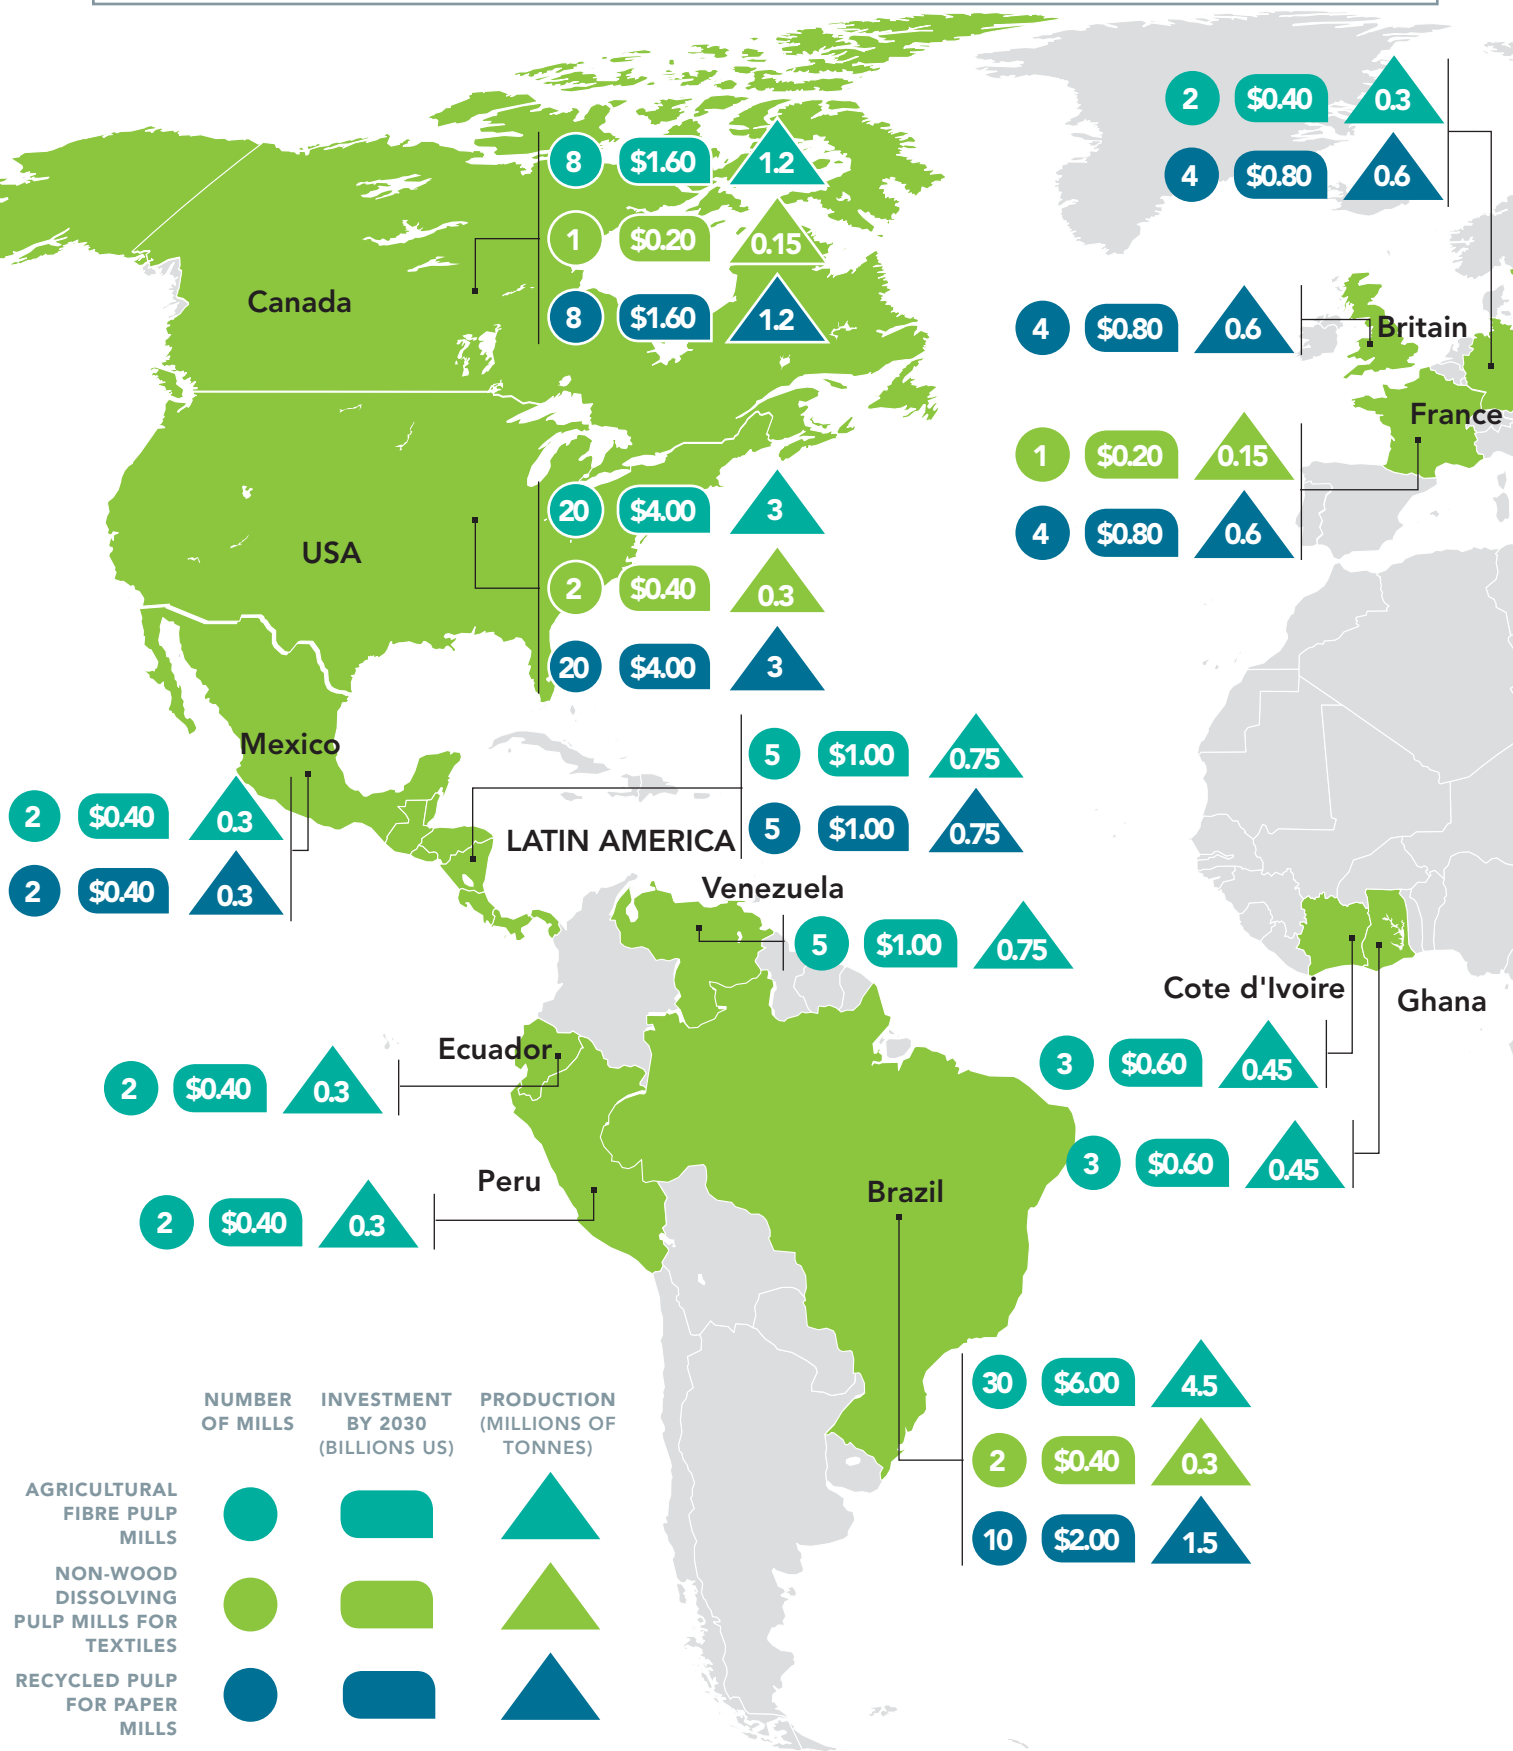 2 $0.40 0.3
4 $0.80 0.6
8 $1.60 1.2
1 $0.20 0.15
8 $1.60 1.2
Canada
4 $0.80 0.6
Britain
France
1 $0.20 0.15
4 $0.80 0.6
20 $4.00 3
USA
2 $0.40 0.3
20 $4.00 3
Mexico
2 $0.40 0.3
2 $0.40 0.3
5 $1.00 0.75
LATIN AMERICA
5 $1.00 0.75
Venezuela
5 $1.00 0.75
Cote d'Ivoire
Ghana
3 $0.60 0.45
3 $0.60 0.45
Ecuador
2 $0.40 0.3
Peru
2 $0.40 0.3
Brazil
30 $6.00 4.5
2 $0.40 0.3
10 $2.00 1.5
NUMBER
OF MILLS
INVESTMENT
BY 2030
(BILLIONS US)
PRODUCTION
(MILLIONS OF
TONNES)
AGRICULTURAL
FIBRE PULP
MILLS
NON-WOOD
DISSOLVING
PULP MILLS FOR
TEXTILES
RECYCLED PULP
FOR PAPER
MILLS